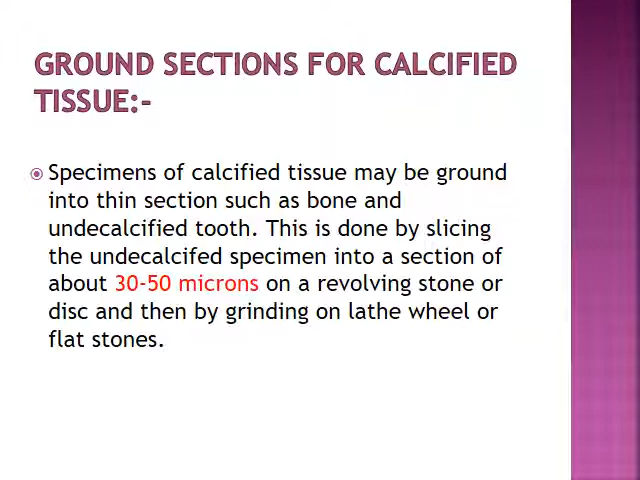 GROUND SECTIONS FOR CALCIFIED
TISSUE:-
Specimens of calcified tissue may be ground
into thin section such as bone and
undecalcified tooth. This is done by slicing
the undecalcifed specimen into a section of
about 30-50 microns on a revolving stone or
disc and then by grinding on lathe wheel or
flat stones.